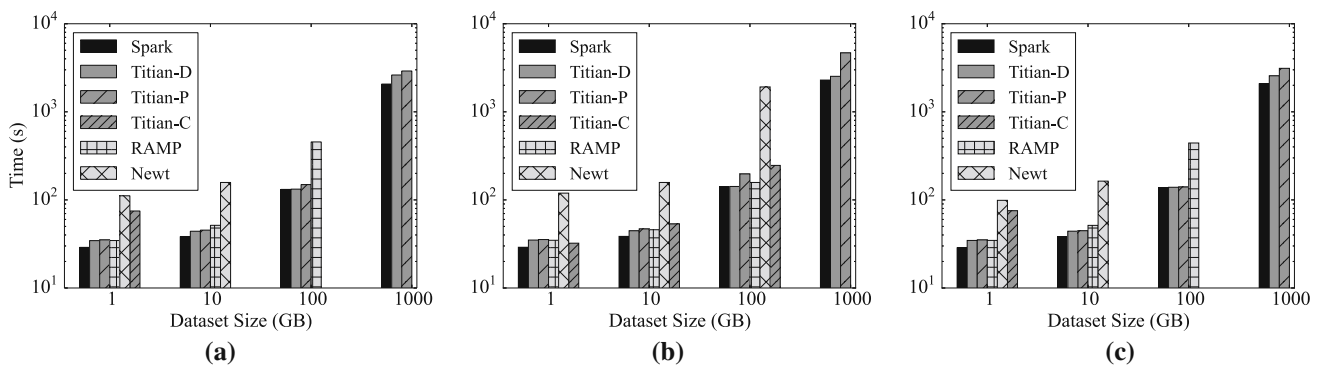 10^4
10^3
10^2
10^1
Time (s)
Spark
Titian-D
Titian-P
Titian-C
RAMP
Newt
1 10 100 1000
Dataset Size (GB)
(a)
10^4
10^3
10^2
10^1
Spark
Titian-D
Titian-P
Titian-C
RAMP
Newt
1 10 100 1000
Dataset Size (GB)
(b)
10^4
10^3
10^2
10^1
Spark
Titian-D
Titian-P
Titian-C
RAMP
Newt
1 10 100 1000
Dataset Size (GB)
(c)